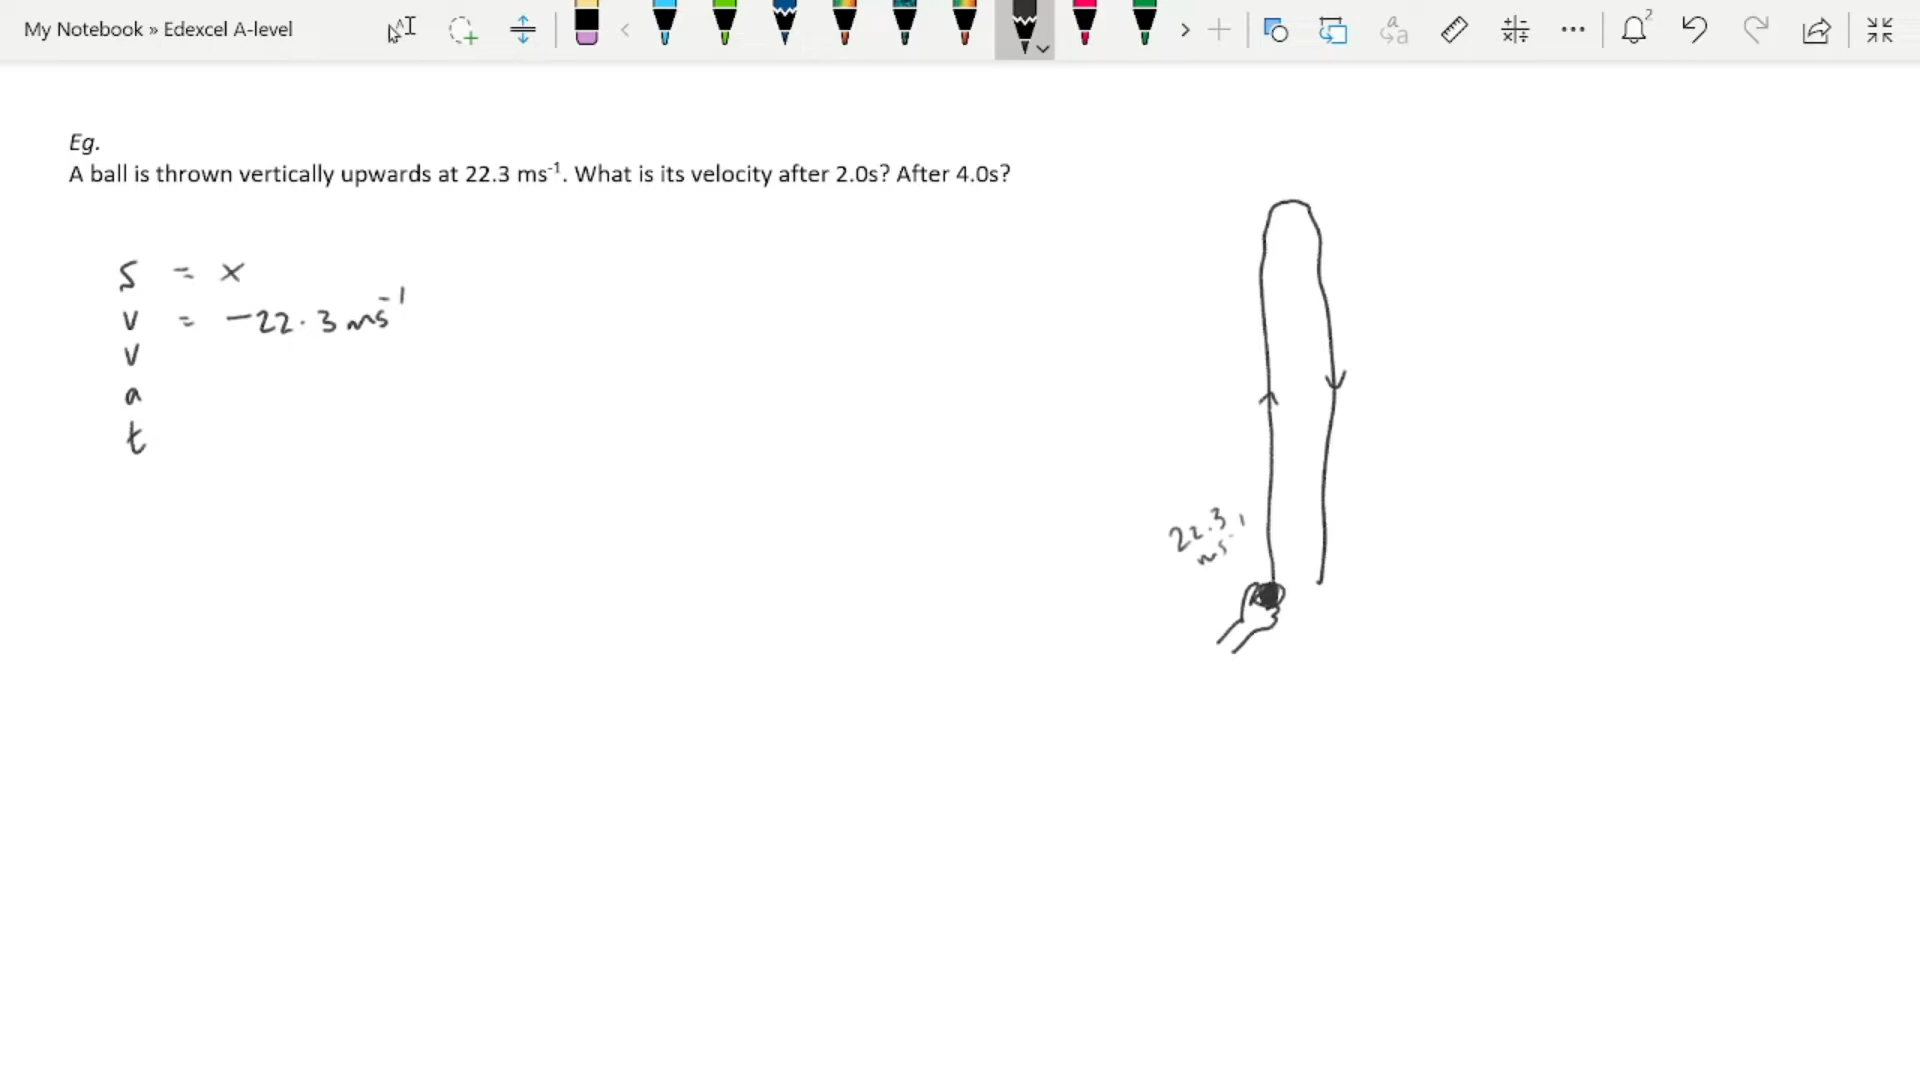 My Notebook » Edexcel A-level
2
Eg.
A ball is thrown vertically upwards at 22.3 ms⁻¹. What is its velocity after 2.0s? After 4.0s?
s = x
v = -22.3 ms⁻¹
v
a
t
22.3
ms⁻¹